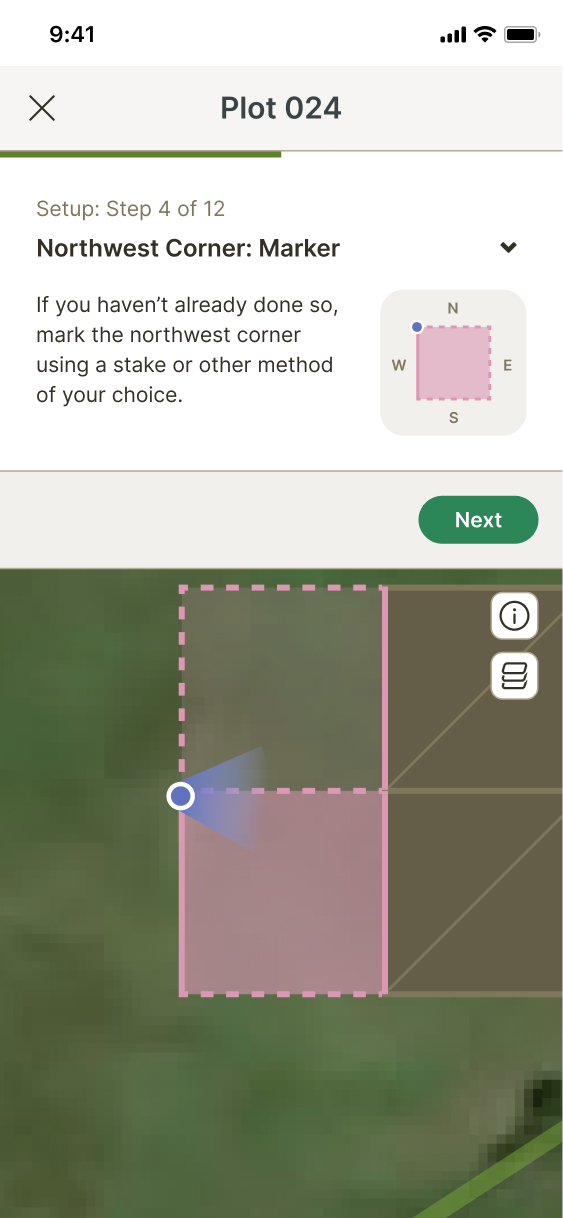 9:41
Plot 024
Setup: Step 4 of 12
Northwest Corner: Marker
If you haven’t already done so,
mark the northwest corner
using a stake or other method
of your choice.
N
W
E
S
Next